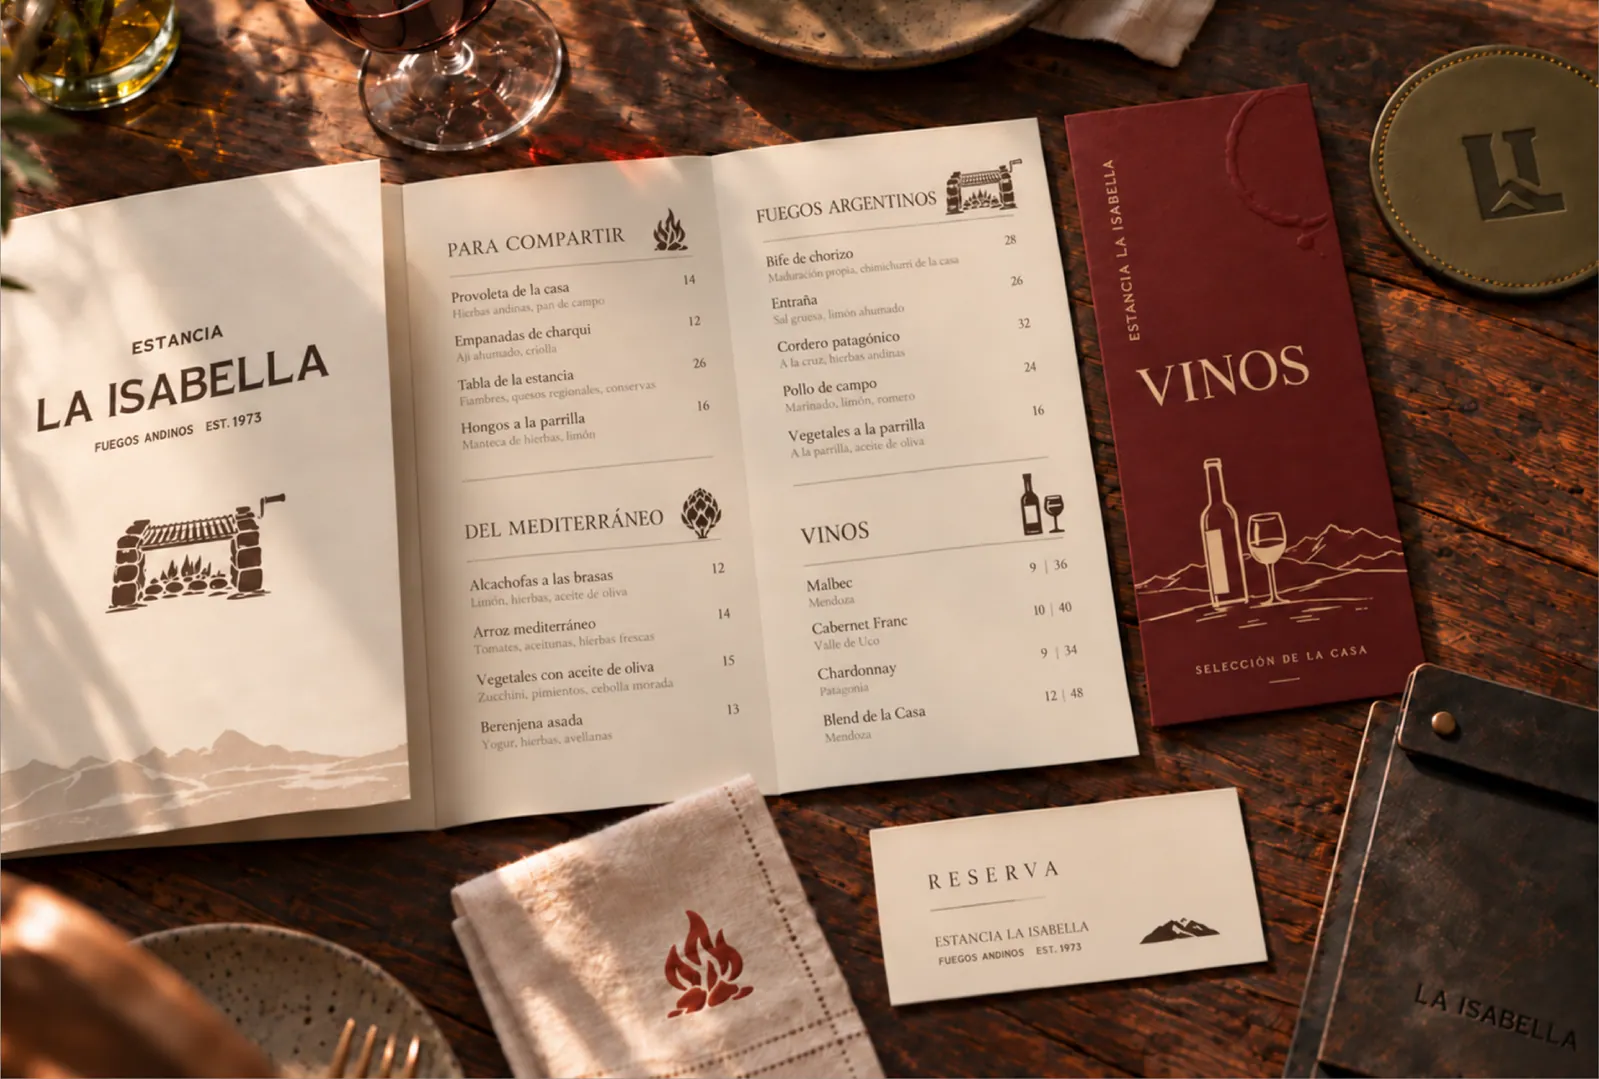 ESTANCIA
LA ISABELLA
FUEGOS ANDINOS EST. 1973
PARA COMPARTIR
Provoleta de la casa 14
Hierbas andinas, pan de campo
Empanadas de charqui 12
Ají ahumado, criolla
Tabla de la estancia 26
Fiambres, quesos regionales, conservas
Hongos a la parrilla 16
Manteca de hierbas, limón
DEL MEDITERRÁNEO
Alcachofas a las brasas 12
Limón, hierbas, aceite de oliva
Arroz mediterráneo 14
Tomates, aceitunas, hierbas frescas
Vegetales con aceite de oliva 15
Zucchini, pimientos, cebolla morada
Berenjena asada 13
Yogur, hierbas, avellanas
FUEGOS ARGENTINOS
Bife de chorizo 28
Maduración propia, chimichurri de la casa
Entraña 26
Sal gruesa, limón ahumado
Cordero patagónico 32
A la cruz, hierbas andinas
Pollo de campo 24
Marinado, limón, romero
Vegetales a la parrilla 16
A la parrilla, aceite de oliva
VINOS
Malbec 9 | 36
Mendoza
Cabernet Franc 10 | 40
Valle de Uco
Chardonnay 9 | 34
Patagonia
Blend de la Casa 12 | 48
Mendoza
ESTANCIA LA ISABELLA
VINOS
SELECCIÓN DE LA CASA
RESERVA
ESTANCIA LA ISABELLA
FUEGOS ANDINOS EST. 1973
LA ISABELLA